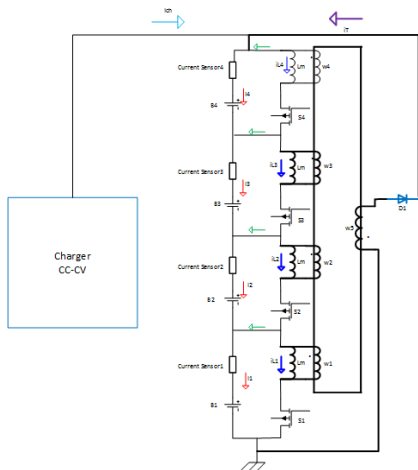 ich
iT
Current Sensor4
I4
B4
iL4
Lm
w4
S4
Current Sensor3
I3
B3
iL3
Lm
w3
S3
Current Sensor2
I2
B2
iL2
Lm
w2
S2
Current Sensor1
I1
B1
iL1
Lm
w1
S1
w5
D1
Charger
CC-CV